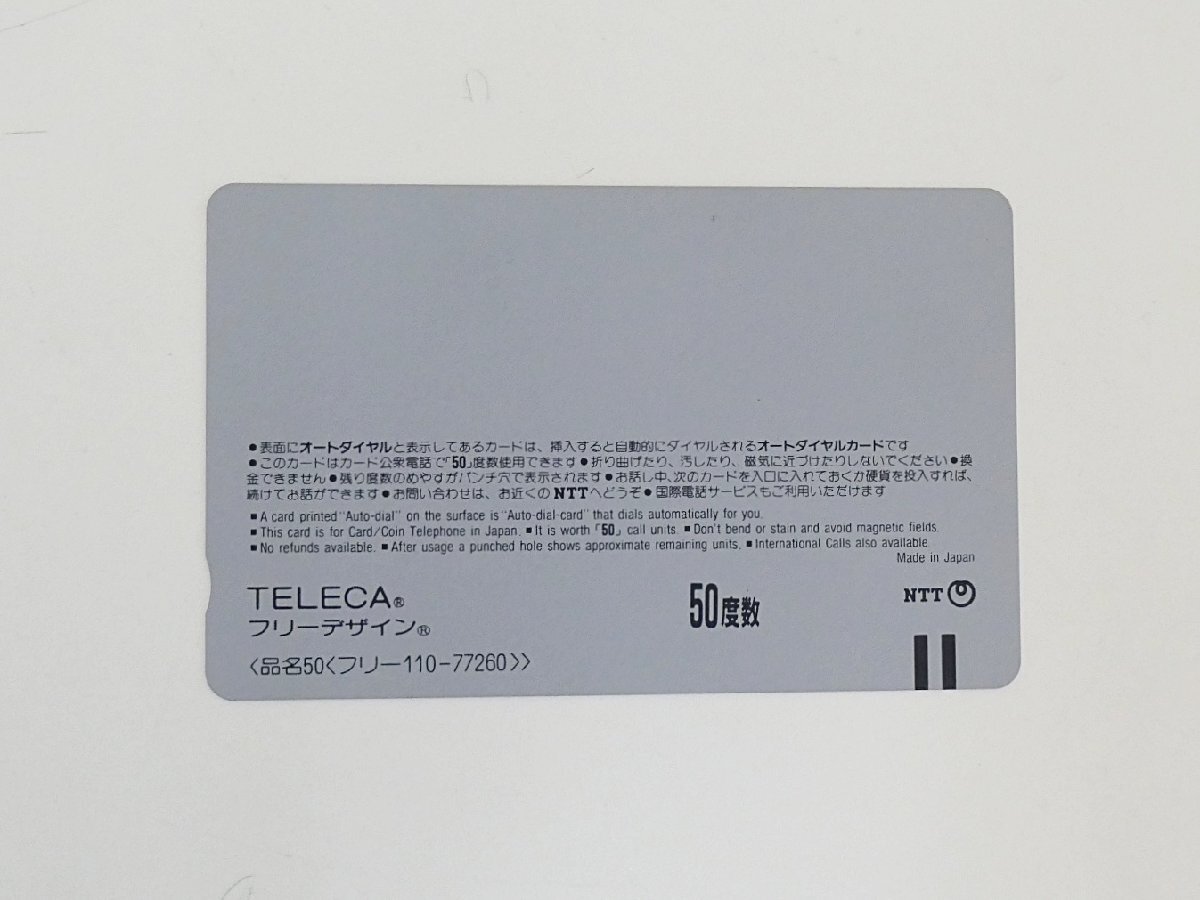 ●表面にオートダイヤルと表示してあるカードは、挿入すると自動的にダイヤルされるオートダイヤルカードです
●このカードはカード公衆電話で「50」度数使用できます●折り曲げたり、汚したり、磁気に近づけたりしないでください●換
金できません●残り度数のめやすがパンチ穴で表示されます●お話し中、次のカードを入口に入れておくか硬貨を投入すれば、
続けてお話ができます●お問い合わせは、お近くのNTTへどうぞ●国際電話サービスもご利用いただけます
■A card printed "Auto-dial" on the surface is "Auto-dial-card" that dials automatically for you.
■This card is for Card/Coin Telephone in Japan. ■It is worth「50」call units. ■Don't bend or stain and avoid magnetic fields.
■No refunds available. ■After usage a punched hole shows approximate remaining units. ■International Calls also available.
Made in Japan
TELECA®
フリーデザイン®
50度数
NTT
〈品名50〈フリー110-77260〉〉